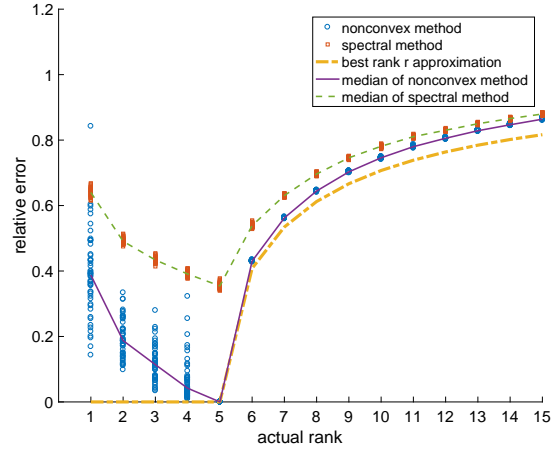 nonconvex method
spectral method
best rank r approximation
median of nonconvex method
median of spectral method
1.4
1.2
1
0.8
0.6
0.4
0.2
0
relative error
1 2 3 4 5 6 7 8 9 10 11 12 13 14 15
actual rank